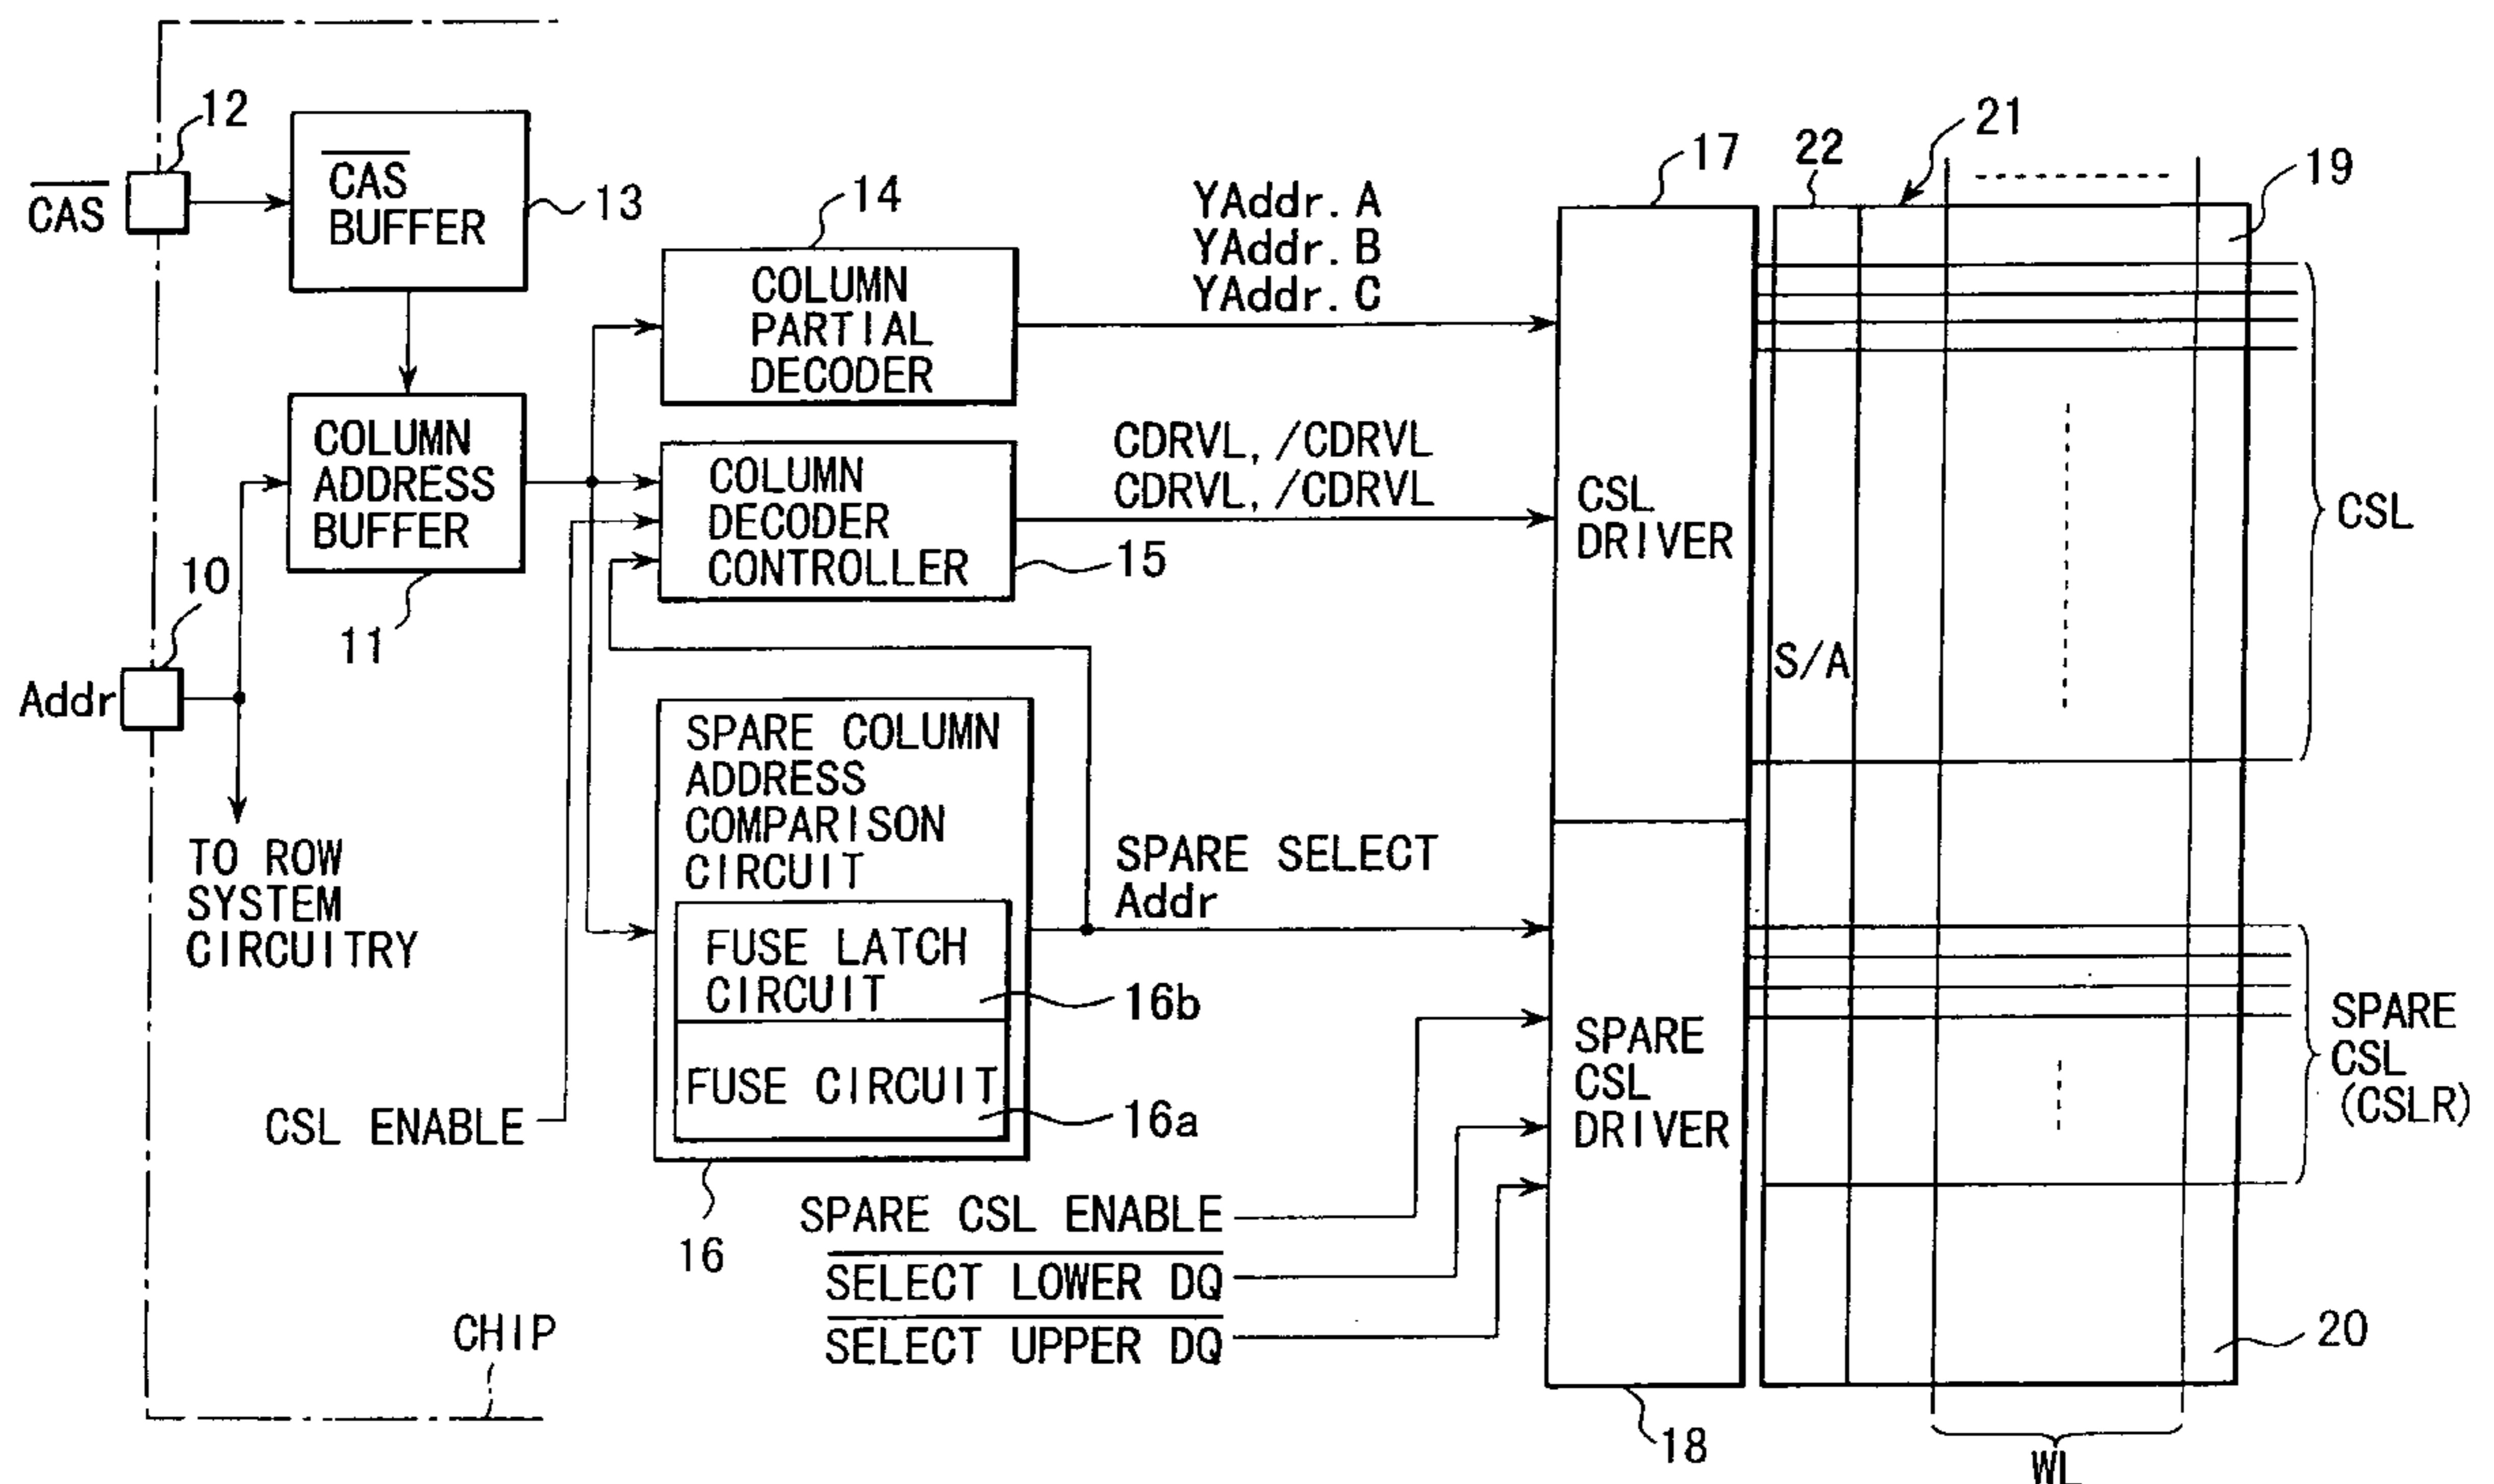 12
21
22
17
19
CAS
CAS
BUFFER
13
14
YAddr. A
YAddr. B
YAddr. C
COLUMN
PARTIAL
DECODER
COLUMN
ADDRESS
BUFFER
11
COLUMN
DECODER
CONTROLLER
15
CDRVL, /CDRVL
CDRVL, /CDRVL
CSL
DRIVER
CSL
10
Addr
S/A
SPARE COLUMN
ADDRESS
COMPARISON
CIRCUIT
TO ROW
SYSTEM
CIRCUITRY
SPARE SELECT
Addr
FUSE LATCH
CIRCUIT
16b
FUSE CIRCUIT
16a
SPARE
CSL
DRIVER
SPARE
CSL
(CSLR)
CSL ENABLE
16
SPARE CSL ENABLE
SELECT LOWER DQ
SELECT UPPER DQ
CHIP
20
18
WL